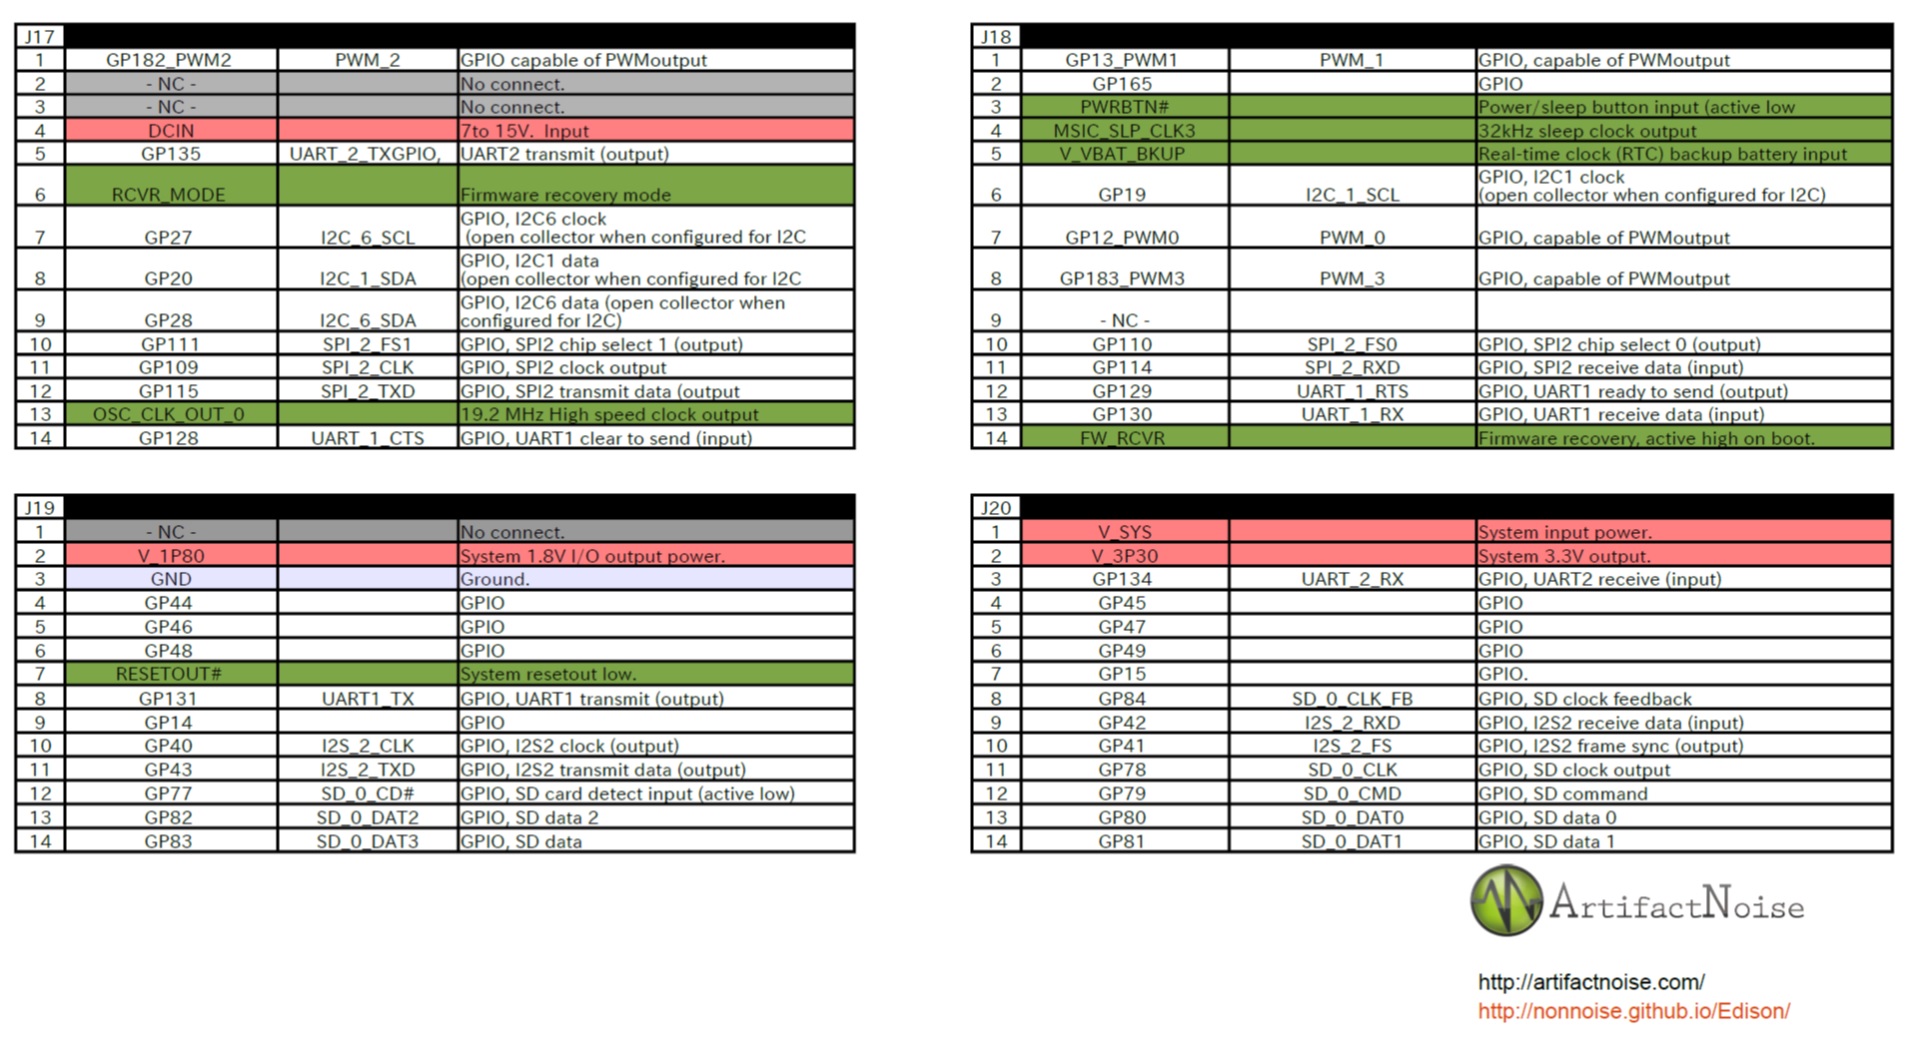 J17
1 GP182_PWM2 PWM_2 GPIO capable of PWMoutput
2 - NC - No connect.
3 - NC - No connect.
4 DCIN 7to 15V. Input
5 GP135 UART_2_TXGPIO, UART2 transmit (output)
6 RCVR_MODE Firmware recovery mode
7 GP27 I2C_6_SCL GPIO, I2C6 clock
(open collector when configured for I2C
8 GP20 I2C_1_SDA GPIO, I2C1 data
(open collector when configured for I2C
9 GP28 I2C_6_SDA GPIO, I2C6 data (open collector when
configured for I2C)
10 GP111 SPI_2_FS1 GPIO, SPI2 chip select 1 (output)
11 GP109 SPI_2_CLK GPIO, SPI2 clock output
12 GP115 SPI_2_TXD GPIO, SPI2 transmit data (output
13 OSC_CLK_OUT_0 19.2 MHz High speed clock output
14 GP128 UART_1_CTS GPIO, UART1 clear to send (input)
J18
1 GP13_PWM1 PWM_1 GPIO, capable of PWMoutput
2 GP165 GPIO
3 PWRBTN# Power/sleep button input (active low
4 MSIC_SLP_CLK3 32kHz sleep clock output
5 V_VBAT_BKUP Real-time clock (RTC) backup battery input
6 GP19 I2C_1_SCL GPIO, I2C1 clock
(open collector when configured for I2C)
7 GP12_PWM0 PWM_0 GPIO, capable of PWMoutput
8 GP183_PWM3 PWM_3 GPIO, capable of PWMoutput
9 - NC -
10 GP110 SPI_2_FS0 GPIO, SPI2 chip select 0 (output)
11 GP114 SPI_2_RXD GPIO, SPI2 receive data (input)
12 GP129 UART_1_RTS GPIO, UART1 ready to send (output)
13 GP130 UART_1_RX GPIO, UART1 receive data (input)
14 FW_RCVR Firmware recovery, active high on boot.
J19
1 - NC - No connect.
2 V_1P80 System 1.8V I/O output power.
3 GND Ground.
4 GP44 GPIO
5 GP46 GPIO
6 GP48 GPIO
7 RESETOUT# System resetout low.
8 GP131 UART1_TX GPIO, UART1 transmit (output)
9 GP14 GPIO
10 GP40 I2S_2_CLK GPIO, I2S2 clock (output)
11 GP43 I2S_2_TXD GPIO, I2S2 transmit data (output)
12 GP77 SD_0_CD# GPIO, SD card detect input (active low)
13 GP82 SD_0_DAT2 GPIO, SD data 2
14 GP83 SD_0_DAT3 GPIO, SD data
J20
1 V_SYS System input power.
2 V_3P30 System 3.3V output.
3 GP134 UART_2_RX GPIO, UART2 receive (input)
4 GP45 GPIO
5 GP47 GPIO
6 GP49 GPIO
7 GP15 GPIO.
8 GP84 SD_0_CLK_FB GPIO, SD clock feedback
9 GP42 I2S_2_RXD GPIO, I2S2 receive data (input)
10 GP41 I2S_2_FS GPIO, I2S2 frame sync (output)
11 GP78 SD_0_CLK GPIO, SD clock output
12 GP79 SD_0_CMD GPIO, SD command
13 GP80 SD_0_DAT0 GPIO, SD data 0
14 GP81 SD_0_DAT1 GPIO, SD data 1
ArtifactNoise
http://artifactnoise.com/
http://nonnoise.github.io/Edison/